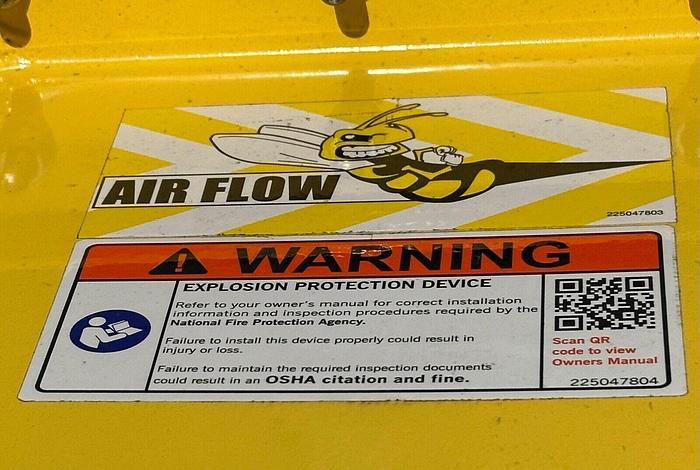 AIR FLOW
225047803
WARNING
EXPLOSION PROTECTION DEVICE
Refer to your owner's manual for correct installation
information and inspection procedures required by the
National Fire Protection Agency.
Failure to install this device properly could result in
injury or loss.
Failure to maintain the required inspection documents
could result in an OSHA citation and fine.
Scan QR
code to view
Owners Manual
225047804